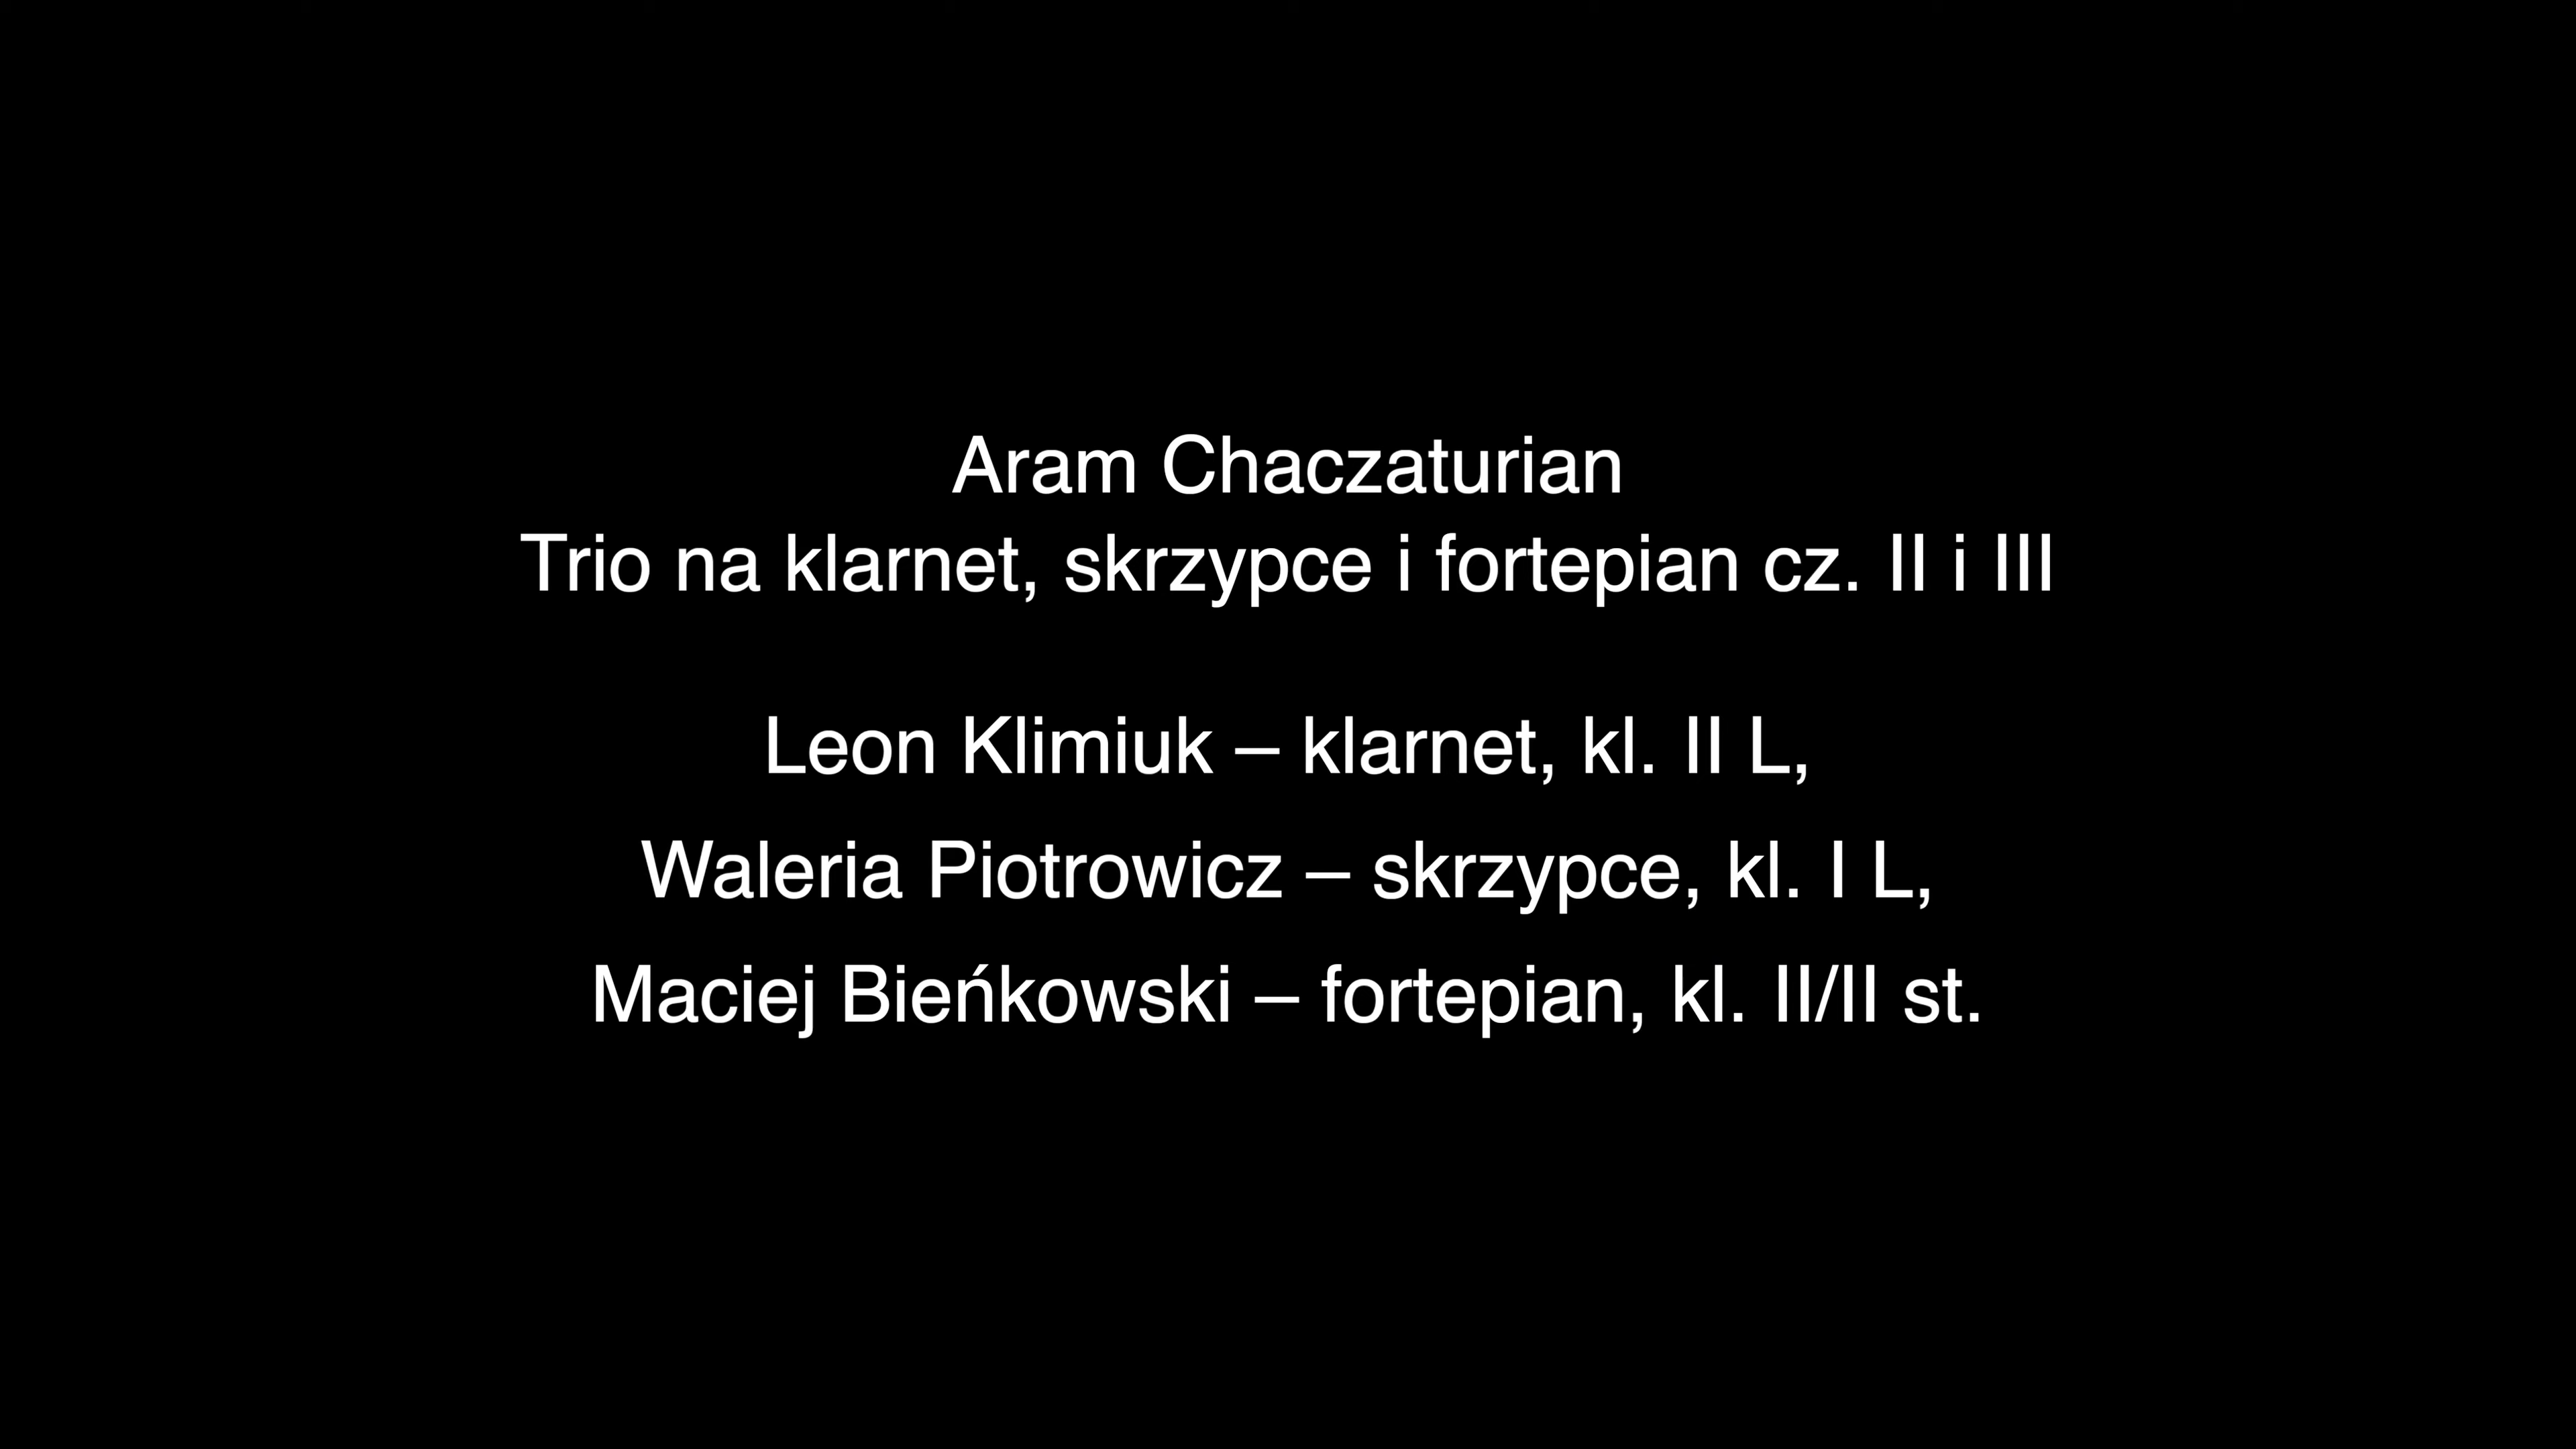 Aram Chaczaturian
Trio na klarnet, skrzypce i fortepian cz. II i III
Leon Klimiuk – klarnet, kl. II L,
Waleria Piotrowicz – skrzypce, kl. I L,
Maciej Bieńkowski – fortepian, kl. II/II st.